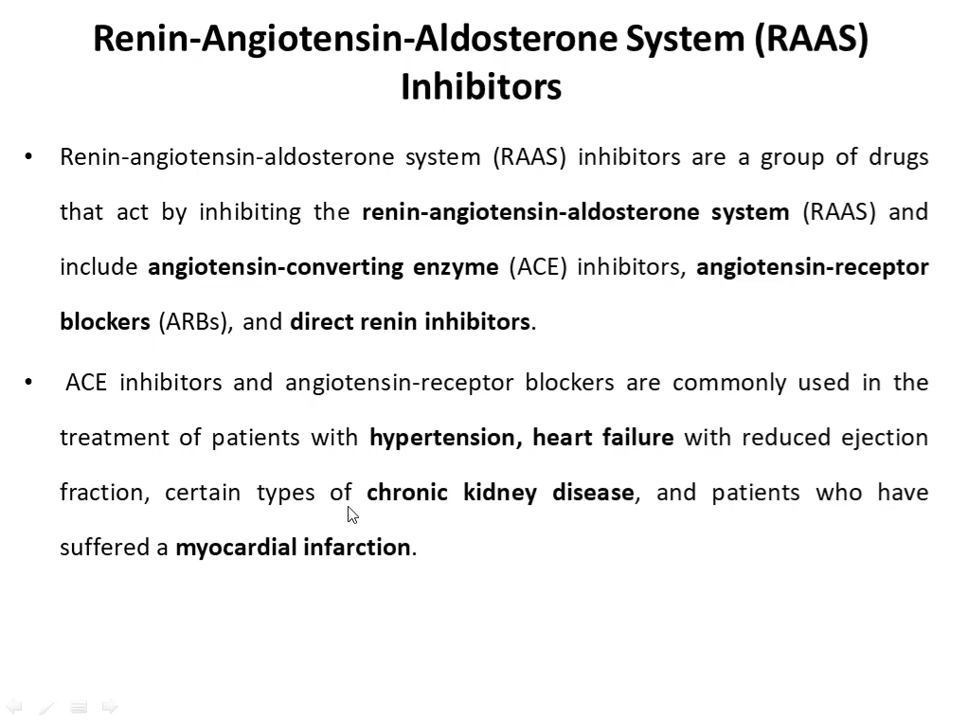 Renin-Angiotensin-Aldosterone System (RAAS)
Inhibitors
• Renin-angiotensin-aldosterone system (RAAS) inhibitors are a group of drugs
that act by inhibiting the renin-angiotensin-aldosterone system (RAAS) and
include angiotensin-converting enzyme (ACE) inhibitors, angiotensin-receptor
blockers (ARBs), and direct renin inhibitors.
• ACE inhibitors and angiotensin-receptor blockers are commonly used in the
treatment of patients with hypertension, heart failure with reduced ejection
fraction, certain types of chronic kidney disease, and patients who have
suffered a myocardial infarction.